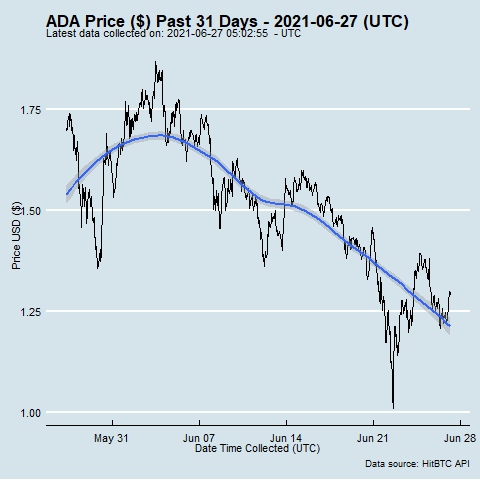 ADA Price ($) Past 31 Days - 2021-06-27 (UTC)
Latest data collected on: 2021-06-27 05:02:55 - UTC
Price USD ($)
1.75
1.50
1.25
1.00
May 31
Jun 07
Jun 14
Jun 21
Jun 28
Date Time Collected (UTC)
Data source: HitBTC API